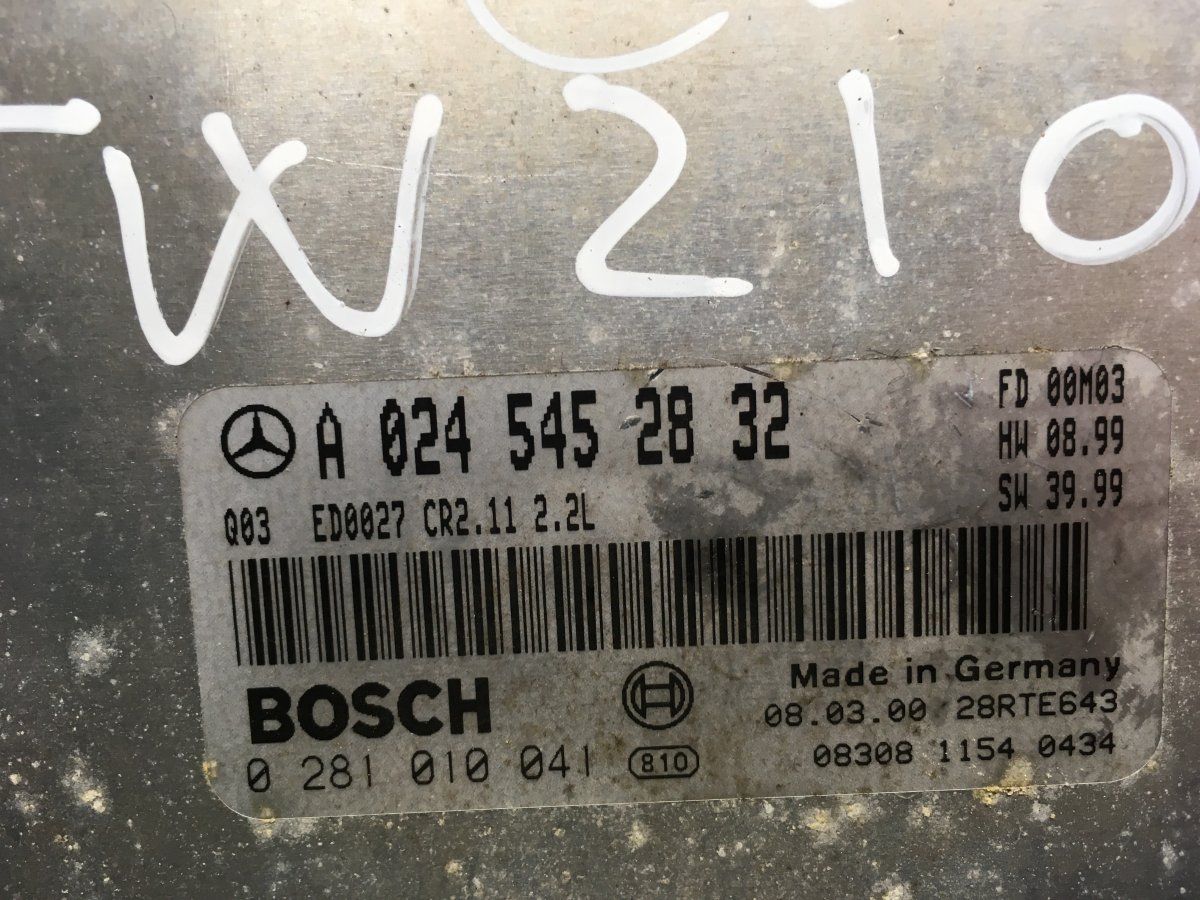 W210
A 024 545 28 32
FD 00M03
HW 08.99
SW 39.99
Q03 ED0027 CR2.11 2.2L
BOSCH
Made in Germany
08.03.00 28RTE643
0 281 010 041 810
08308 1154 0434